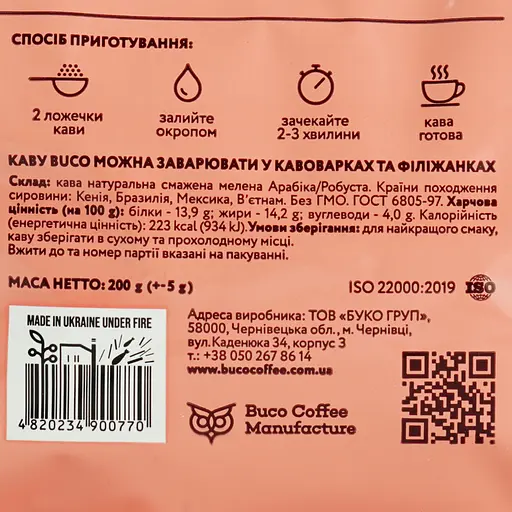 СПОСІБ ПРИГОТУВАННЯ:
2 ложечки кави
залийте окропом
зачекайте 2-3 хвилини
кава готова
КАВУ BUCO МОЖНА ЗАВАРЮВАТИ У КАВОВАРКАХ ТА ФІЛІЖАНКАХ
Склад: кава натуральна смажена мелена Арабіка/Робуста. Країни походження
сировини: Кенія, Бразилія, Мексика, В'єтнам. Без ГМО. ГОСТ 6805-97. Харчова
цінність (на 100 g): білки - 13,9 g; жири - 14,2 g; вуглеводи - 4,0 g. Калорійність
(енергетична цінність): 223 kcal (934 kJ). Умови зберігання: для найкращого смаку,
каву зберігати в сухому та прохолодному місці.
Вжити до та номер партії вказані на пакуванні.
МАСА НЕТТО: 200 g (+-5 g)
ISO 22000:2019
ISO
MADE IN UKRAINE UNDER FIRE
4 820234 900770
Адреса виробника: ТОВ «БУКО ГРУП»,
58000, Чернівецька обл., м. Чернівці,
вул.Каденюка 34, корпус 3
т.: +38 050 267 86 14
www.bucocoffee.com.ua
Buco Coffee
Manufacture